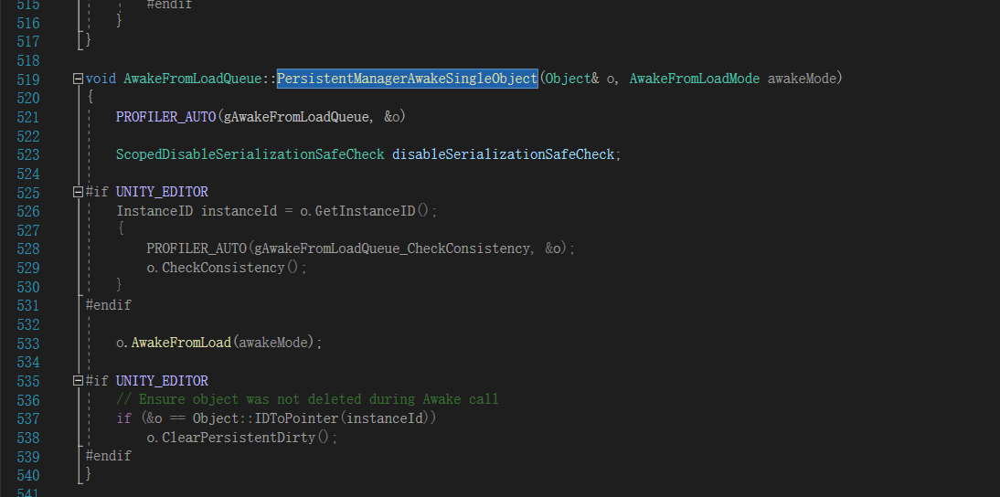 515 #endif
516 }
517 }
518
519 void AwakeFromLoadQueue::PersistentManagerAwakeSingleObject(Object& o, AwakeFromLoadMode awakeMode)
520 {
521 PROFILER_AUTO(gAwakeFromLoadQueue, &o)
522
523 ScopedDisableSerializationSafeCheck disableSerializationSafeCheck;
524
525 #if UNITY_EDITOR
526 InstanceID instanceId = o.GetInstanceID();
527 {
528 PROFILER_AUTO(gAwakeFromLoadQueue_CheckConsistency, &o);
529 o.CheckConsistency();
530 }
531 #endif
532
533 o.AwakeFromLoad(awakeMode);
534
535 #if UNITY_EDITOR
536 // Ensure object was not deleted during Awake call
537 if (&o == Object::IDToPointer(instanceId))
538 o.ClearPersistentDirty();
539 #endif
540 }
541